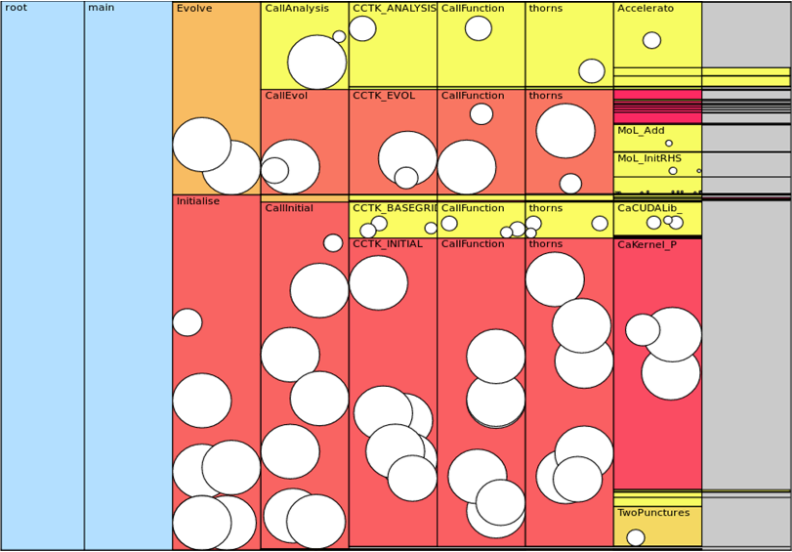 root
main
Evolve
CallAnalysis
CCTK_ANALYSIS
CallFunction
thorns
Accelerato
CallEvol
CCTK_EVOL
CallFunction
thorns
MoL_Add
MoL_InitRHS
Initialise
CallInitial
CCTK_BASEGRI
CallFunction
thorns
CaCUDALib_
CCTK_INITIAL
CallFunction
thorns
CaKernel_P
TwoPunctures